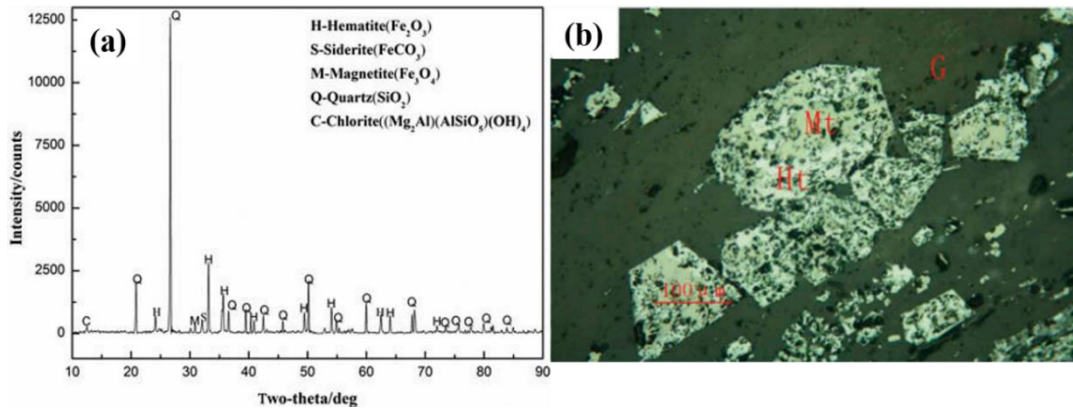 (a)
H-Hematite(Fe₂O₃)
S-Siderite(FeCO₃)
M-Magnetite(Fe₃O₄)
Q-Quartz(SiO₂)
C-Chlorite((Mg₂Al)(AlSiO₅)(OH)₄)
Intensity/counts
12500
10000
7500
5000
2500
0
C Q H Q M S H H Q Q H Q Q H Q H Q Q H H Q H Q Q Q Q Q
10 20 30 40 50 60 70 80 90
Two-theta/deg
(b)
G
Mt
Ht
100μm